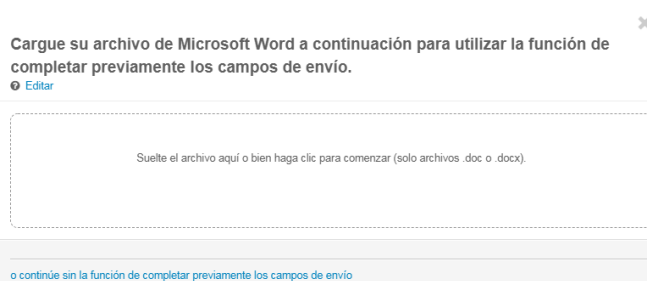 Cargue su archivo de Microsoft Word a continuación para utilizar la función de
completar previamente los campos de envío.
Editar
Suelte el archivo aquí o bien haga clic para comenzar (solo archivos .doc o .docx).
o continúe sin la función de completar previamente los campos de envío